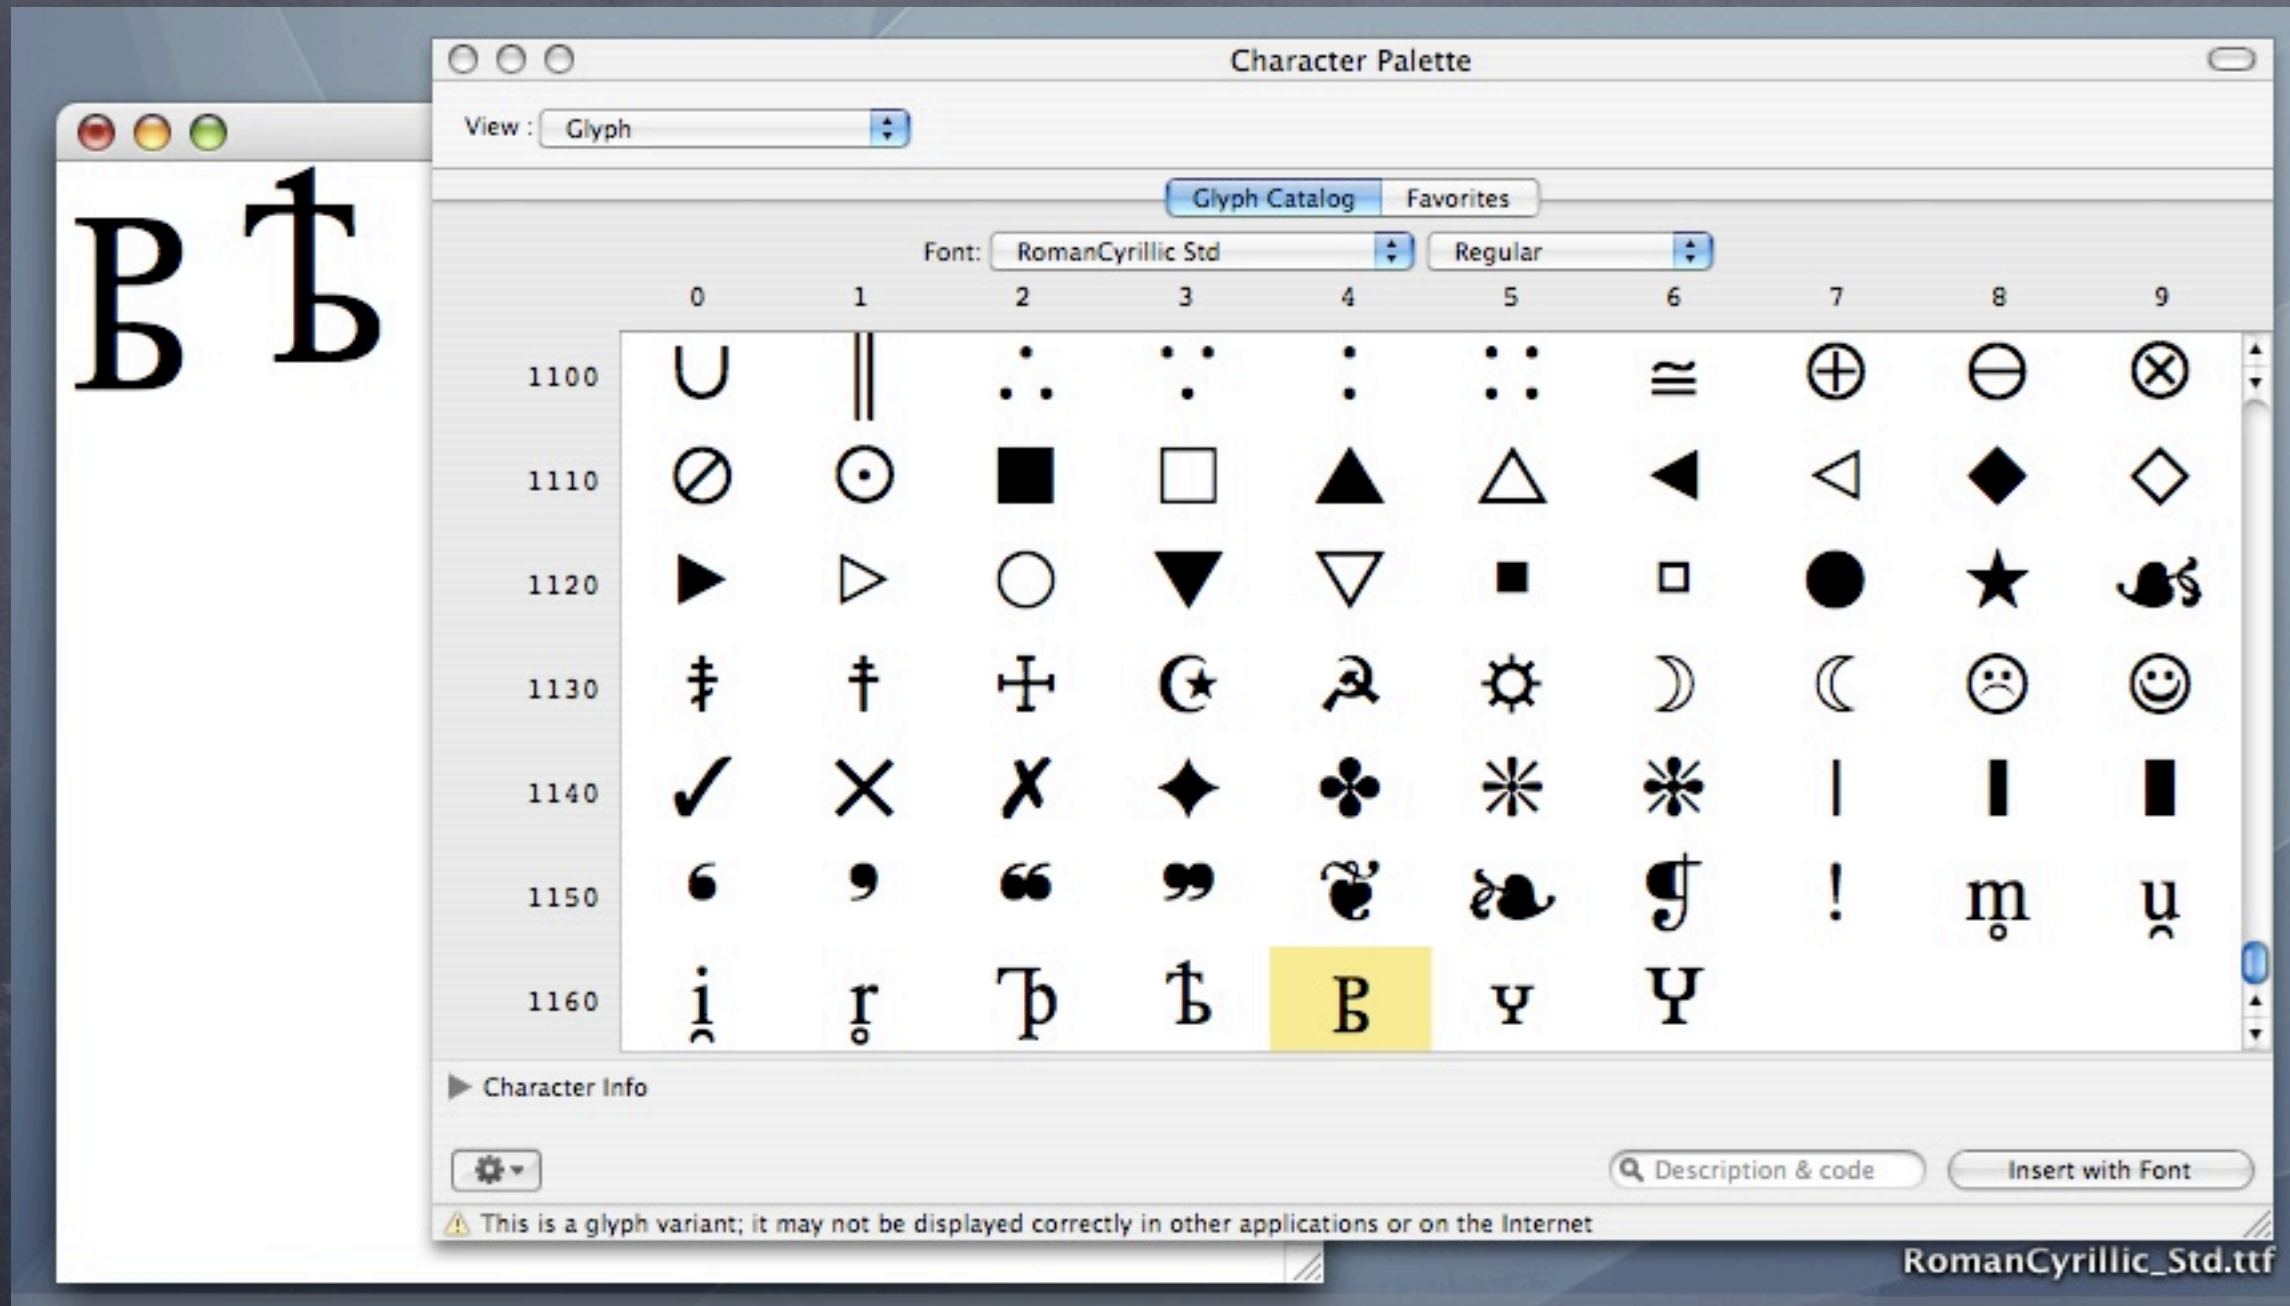 Character Palette
View : Glyph
Glyph Catalog Favorites
Font: RomanCyrillic Std Regular
0 1 2 3 4 5 6 7 8 9
Ѣ
1100 ∪ ‖ ∴ ∵ ∶ ∷ ≅ ⊕ ⊖ ⊗
1110 ⊘ ⊙ ■ □ ▲ △ ◀ ◁ ◆ ◇
1120 ▶ ▷ ○ ▼ ▽ ▪ ▫ ● ★ ☙
1130 ☨ ☨ ☩ ☪ ☭ ☼ ☽ ☾ ☹ ☺
1140 ✓ ✕ ✗ ✦ ✤ ✳ ❉ ❘ ❙ ❚
1150 ❛ ❜ ❝ ❞ ❦ ❧ ¶ ! m̥ u̯
1160 i̯ r̥ Ѣ ʏ Y
Character Info
Description & code Insert with Font
This is a glyph variant; it may not be displayed correctly in other applications or on the Internet
RomanCyrillic_Std.ttf